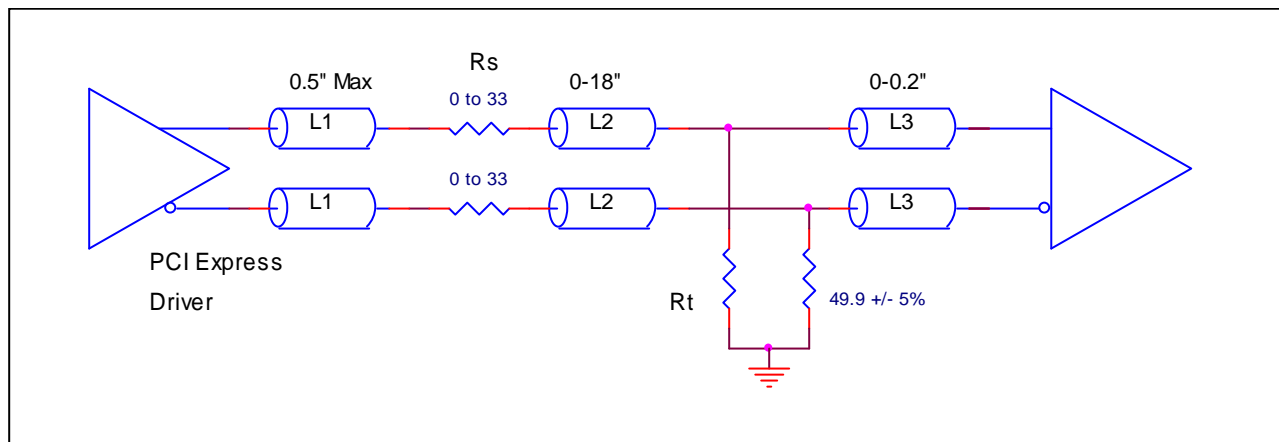 Rs
0.5" Max
0 to 33
0-18"
0-0.2"
L1
L2
L3
0 to 33
L1
L2
L3
PCI Express
Driver
Rt
49.9 +/- 5%